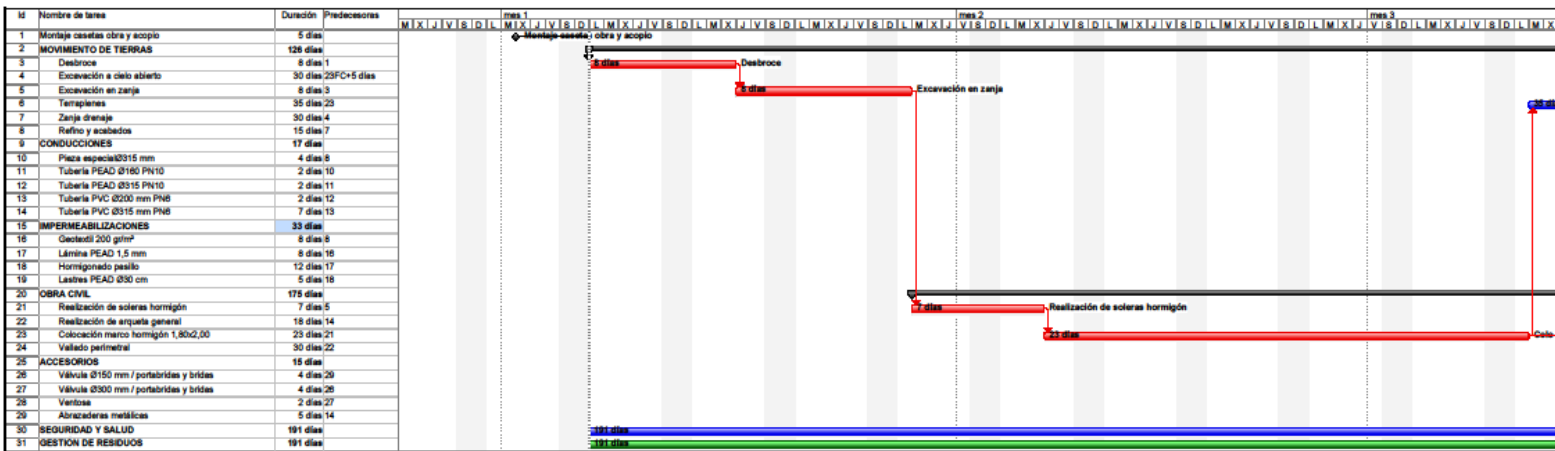 Id Nombre de tarea Duración Predecesoras mes 1 mes 2 mes 3
M X J V S D L M X J V S D L M X J V S D L M X J V S D L M X J V S D L M X J V S D L M X J V S D L M X J V S D L M X J V S D L M X J V S D L M X J V S D L M X
1 Montaje casetas obra y acopio 5 días
Montaje caseta obra y acopio
2 MOVIMIENTO DE TIERRAS 126 días
3 Desbroce 8 días 1 8 días Desbroce
4 Excavación a cielo abierto 30 días 23FC+5 días
5 Excavación en zanja 8 días 3 8 días Excavación en zanja
6 Terraplenes 35 días 23 35 día
7 Zanja drenaje 30 días 4
8 Refino y acabados 15 días 7
9 CONDUCCIONES 17 días
10 Pieza especialØ315 mm 4 días 8
11 Tubería PEAD Ø160 PN10 2 días 10
12 Tubería PEAD Ø315 PN10 2 días 11
13 Tubería PVC Ø200 mm PN6 2 días 12
14 Tubería PVC Ø315 mm PN6 7 días 13
15 IMPERMEABILIZACIONES 33 días
16 Geotextil 200 gr/m² 8 días 8
17 Lámina PEAD 1,5 mm 8 días 16
18 Hormigonado pasillo 12 días 17
19 Lastres PEAD Ø30 cm 5 días 18
20 OBRA CIVIL 175 días
21 Realización de soleras hormigón 7 días 5 7 días Realización de soleras hormigón
22 Realización de arqueta general 18 días 14
23 Colocación marco hormigón 1,80x2,00 23 días 21 23 días Colo
24 Vallado perimetral 30 días 22
25 ACCESORIOS 15 días
26 Válvula Ø150 mm / portabridas y bridas 4 días 29
27 Válvula Ø300 mm / portabridas y bridas 4 días 26
28 Ventosa 2 días 27
29 Abrazaderas metálicas 5 días 14
30 SEGURIDAD Y SALUD 191 días 191 días
31 GESTION DE RESIDUOS 191 días 191 días